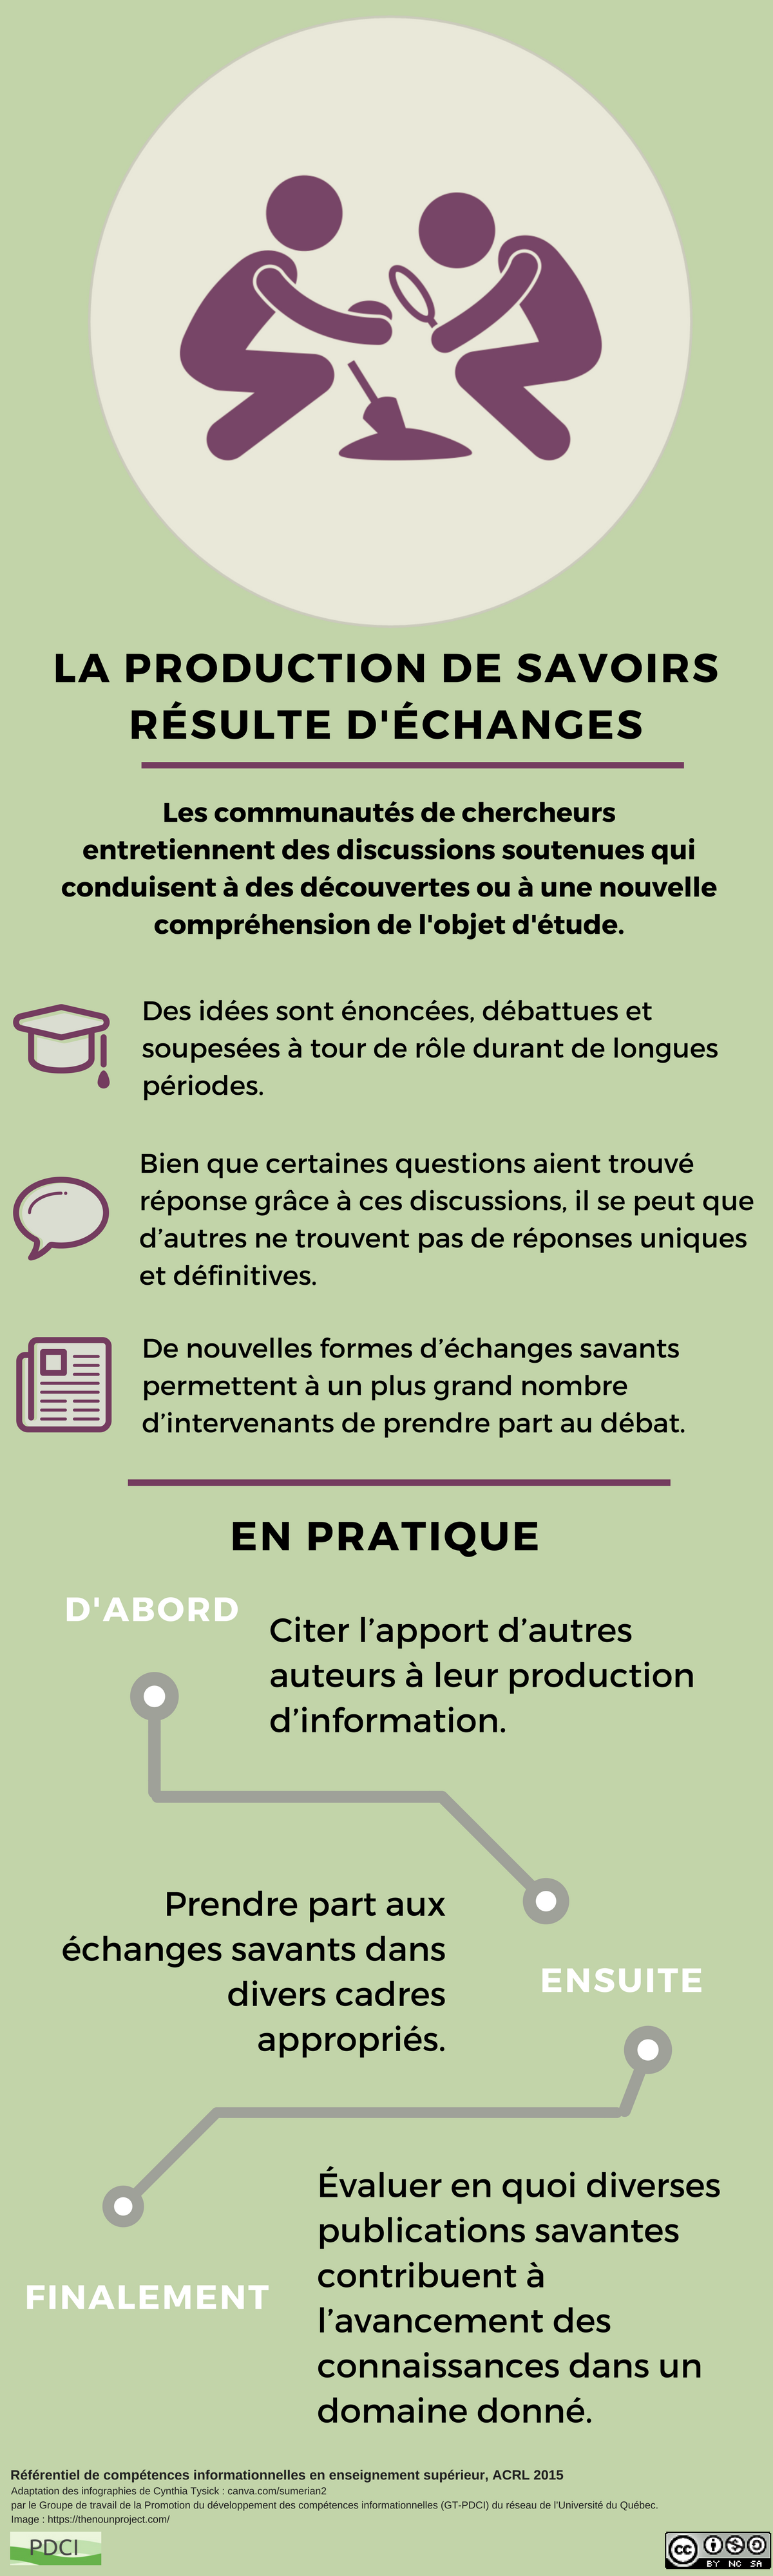 LA PRODUCTION DE SAVOIRS
RÉSULTE D'ÉCHANGES
Les communautés de chercheurs
entretiennent des discussions soutenues qui
conduisent à des découvertes ou à une nouvelle
compréhension de l'objet d'étude.
Des idées sont énoncées, débattues et
soupesées à tour de rôle durant de longues
périodes.
Bien que certaines questions aient trouvé
réponse grâce à ces discussions, il se peut que
d’autres ne trouvent pas de réponses uniques
et définitives.
De nouvelles formes d’échanges savants
permettent à un plus grand nombre
d’intervenants de prendre part au débat.
EN PRATIQUE
D'ABORD
Citer l’apport d’autres
auteurs à leur production
d’information.
Prendre part aux
échanges savants dans
divers cadres
appropriés.
ENSUITE
Évaluer en quoi diverses
publications savantes
contribuent à
l’avancement des
connaissances dans un
domaine donné.
FINALEMENT
Référentiel de compétences informationnelles en enseignement supérieur, ACRL 2015
Adaptation des infographies de Cynthia Tysick : canva.com/sumerian2
par le Groupe de travail de la Promotion du développement des compétences informationnelles (GT-PDCI) du réseau de l’Université du Québec.
Image : https://thenounproject.com/
PDCI
cc
BY NC SA